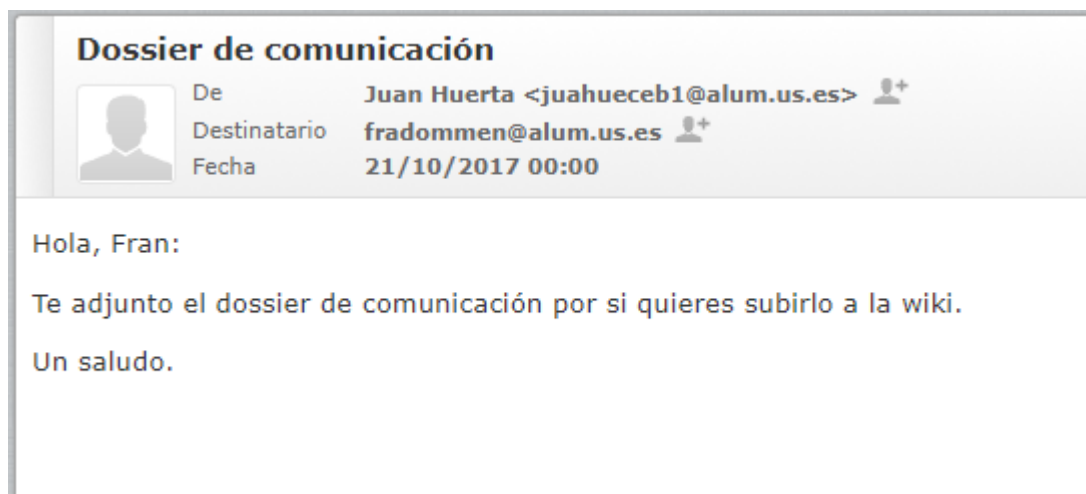 Dossier de comunicación
De Juan Huerta <juahueceb1@alum.us.es>
Destinatario fradommen@alum.us.es
Fecha 21/10/2017 00:00
Hola, Fran:
Te adjunto el dossier de comunicación por si quieres subirlo a la wiki.
Un saludo.